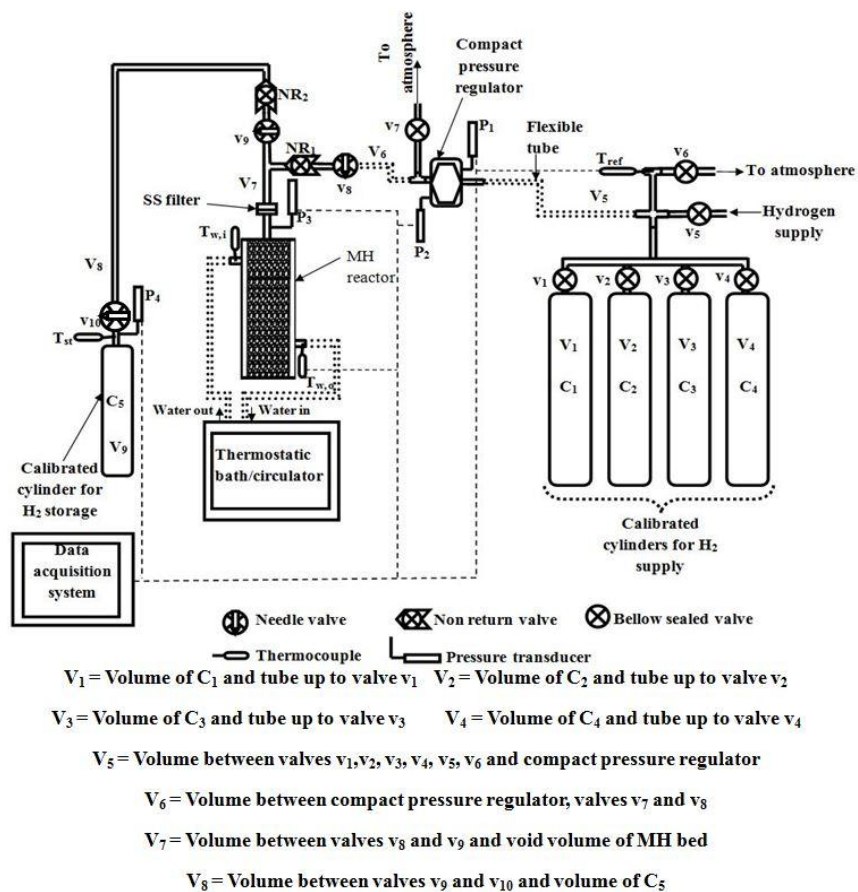 To
atmosphere
Compact
pressure
regulator
NR2
v9
NR1
V6
v8
v7
P1
Flexible
tube
Tref
v6
To atmosphere
V5
v5
Hydrogen
supply
V7
SS filter
P3
P2
Tw,i
MH
reactor
V8
P4
v10
Tst
Tw,o
v1
v2
v3
v4
V1
V2
V3
V4
C1
C2
C3
C4
C5
V9
Water out
Water in
Thermostatic
bath/circulator
Calibrated
cylinder for
H2 storage
Calibrated
cylinders for H2
supply
Data
acquisition
system
Needle valve
Non return valve
Bellow sealed valve
Thermocouple
Pressure transducer
V1 = Volume of C1 and tube up to valve v1 V2 = Volume of C2 and tube up to valve v2
V3 = Volume of C3 and tube up to valve v3 V4 = Volume of C4 and tube up to valve v4
V5 = Volume between valves v1,v2, v3, v4, v5, v6 and compact pressure regulator
V6 = Volume between compact pressure regulator, valves v7 and v8
V7 = Volume between valves v8 and v9 and void volume of MH bed
V8 = Volume between valves v9 and v10 and volume of C5